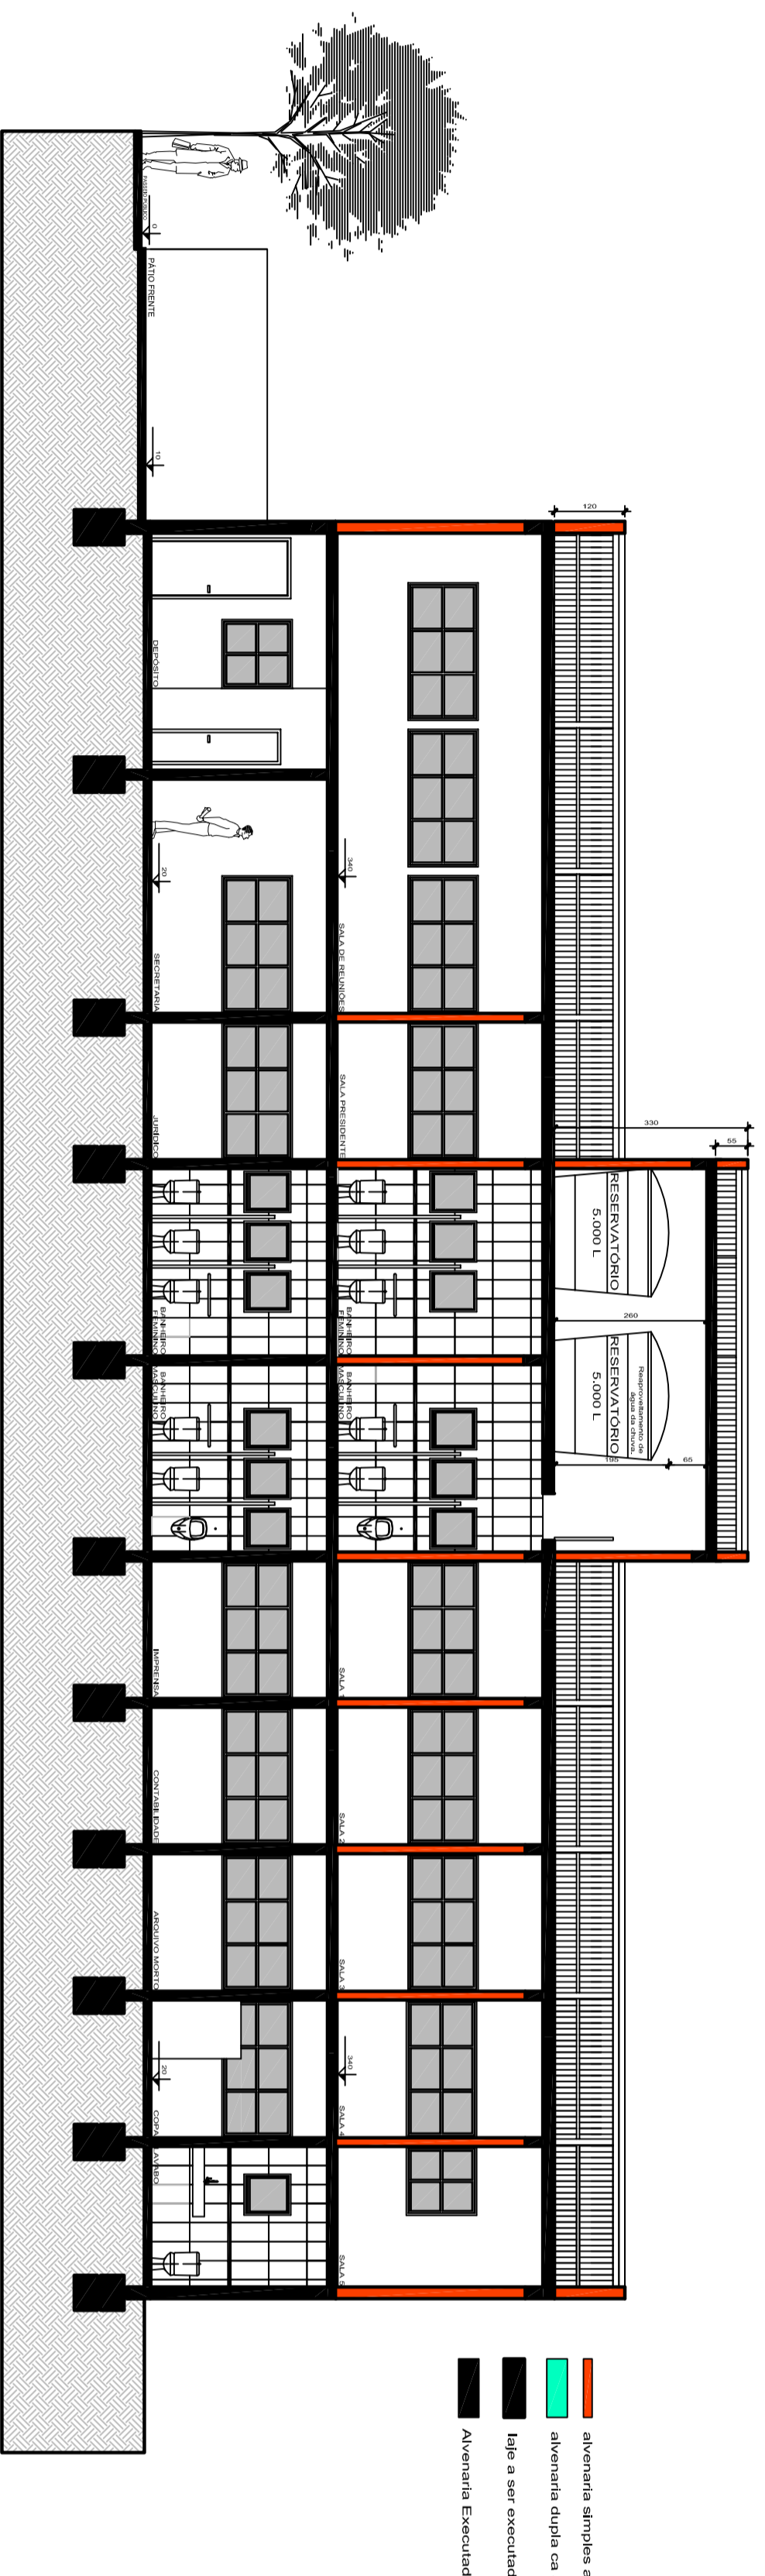 120
330
55
RESERVATÓRIO
5.000 L
260
Reaproveitamento de
água da chuva.
RESERVATÓRIO
5.000 L
195
65
340
SALA DE REUNIÕES
SALA PRESIDENTE
BANHEIRO
FEMININO
BANHEIRO
MASCULINO
SALA 1
SALA 2
SALA 3
340
SALA 4
SALA 5
PASSEIO PÚBLICO
0
PÁTIO FRENTE
10
DEPÓSITO
20
SECRETARIA
JURÍDICO
BANHEIRO
FEMININO
BANHEIRO
MASCULINO
IMPRENSA
CONTABILIDADE
ARQUIVO MORTO
20
COPA
LAVABO
alvenaria simples a
alvenaria dupla ca
laje a ser executad
Alvenaria Executad